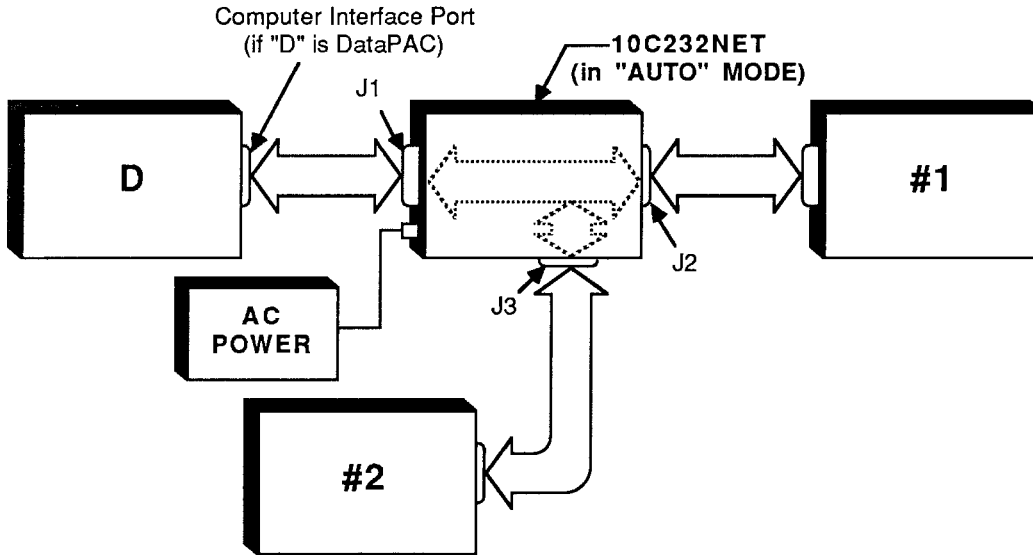 Computer Interface Port
(if "D" is DataPAC)
10C232NET
(in "AUTO" MODE)
J1
D
#1
J2
J3
AC
POWER
#2